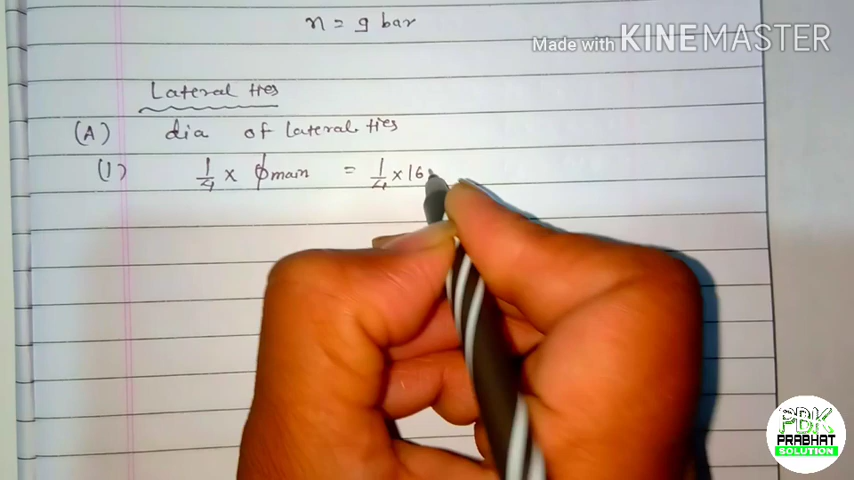 n = 9 bar
Made with KINEMASTER
Lateral ties
(A) dia of lateral ties
(1) 1/4 × ϕmain = 1/4 × 16
PBK
PRABHAT
SOLUTION